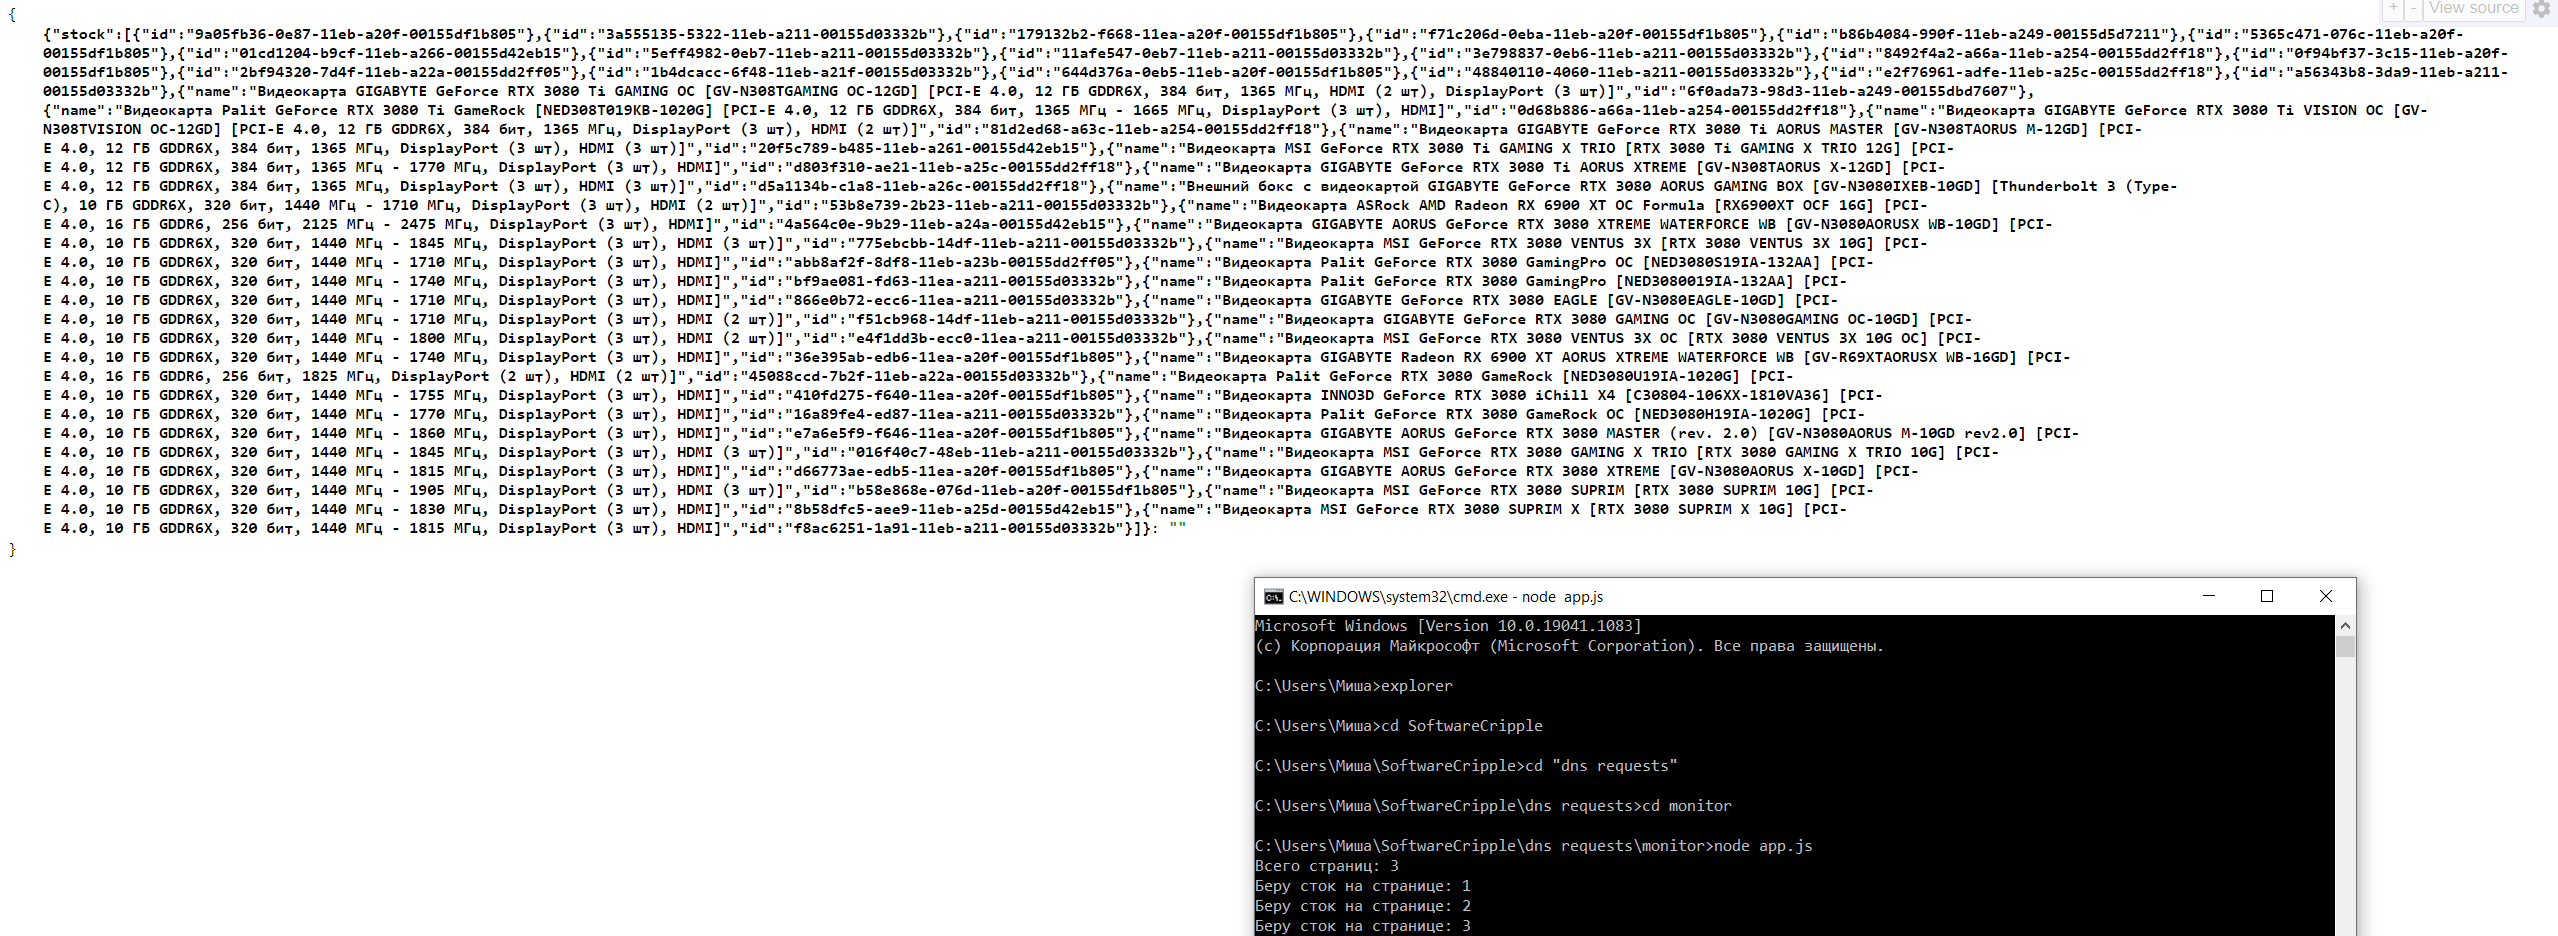 + - View source
{
{"stock":[{"id":"9a05fb36-0e87-11eb-a20f-00155df1b805"},{"id":"3a555135-5322-11eb-a211-00155d03332b"},{"id":"179132b2-f668-11ea-a20f-00155df1b805"},{"id":"f71c206d-0eba-11eb-a20f-00155df1b805"},{"id":"b86b4084-990f-11eb-a249-00155d5d7211"},{"id":"5365c471-076c-11eb-a20f-
00155df1b805"},{"id":"01cd1204-b9cf-11eb-a266-00155d42eb15"},{"id":"5eff4982-0eb7-11eb-a211-00155d03332b"},{"id":"11afe547-0eb7-11eb-a211-00155d03332b"},{"id":"3e798837-0eb6-11eb-a211-00155d03332b"},{"id":"8492f4a2-a66a-11eb-a254-00155dd2ff18"},{"id":"0f94bf37-3c15-11eb-a20f-
00155df1b805"},{"id":"2bf94320-7d4f-11eb-a22a-00155dd2ff05"},{"id":"1b4dcacc-6f48-11eb-a21f-00155d03332b"},{"id":"644d376a-0eb5-11eb-a20f-00155df1b805"},{"id":"48840110-4060-11eb-a211-00155d03332b"},{"id":"e2f76961-adfe-11eb-a25c-00155dd2ff18"},{"id":"a56343b8-3da9-11eb-a211-
00155d03332b"},{"name":"Видеокарта GIGABYTE GeForce RTX 3080 Ti GAMING OC [GV-N308TGAMING OC-12GD] [PCI-E 4.0, 12 ГБ GDDR6X, 384 бит, 1365 МГц, HDMI (2 шт), DisplayPort (3 шт)]","id":"6f0ada73-98d3-11eb-a249-00155dbd7607"},
{"name":"Видеокарта Palit GeForce RTX 3080 Ti GameRock [NED308T019KB-1020G] [PCI-E 4.0, 12 ГБ GDDR6X, 384 бит, 1365 МГц - 1665 МГц, DisplayPort (3 шт), HDMI]","id":"0d68b886-a66a-11eb-a254-00155dd2ff18"},{"name":"Видеокарта GIGABYTE GeForce RTX 3080 Ti VISION OC [GV-
N308TVISION OC-12GD] [PCI-E 4.0, 12 ГБ GDDR6X, 384 бит, 1365 МГц, DisplayPort (3 шт), HDMI (2 шт)]","id":"81d2ed68-a63c-11eb-a254-00155dd2ff18"},{"name":"Видеокарта GIGABYTE GeForce RTX 3080 Ti AORUS MASTER [GV-N308TAORUS M-12GD] [PCI-
E 4.0, 12 ГБ GDDR6X, 384 бит, 1365 МГц, DisplayPort (3 шт), HDMI (3 шт)]","id":"20f5c789-b485-11eb-a261-00155d42eb15"},{"name":"Видеокарта MSI GeForce RTX 3080 Ti GAMING X TRIO [RTX 3080 Ti GAMING X TRIO 12G] [PCI-
E 4.0, 12 ГБ GDDR6X, 384 бит, 1365 МГц - 1770 МГц, DisplayPort (3 шт), HDMI]","id":"d803f310-ae21-11eb-a25c-00155dd2ff18"},{"name":"Видеокарта GIGABYTE GeForce RTX 3080 Ti AORUS XTREME [GV-N308TAORUS X-12GD] [PCI-
E 4.0, 12 ГБ GDDR6X, 384 бит, 1365 МГц, DisplayPort (3 шт), HDMI (3 шт)]","id":"d5a1134b-c1a8-11eb-a26c-00155dd2ff18"},{"name":"Внешний бокс с видеокартой GIGABYTE GeForce RTX 3080 AORUS GAMING BOX [GV-N3080IXEB-10GD] [Thunderbolt 3 (Type-
C), 10 ГБ GDDR6X, 320 бит, 1440 МГц - 1710 МГц, DisplayPort (3 шт), HDMI (2 шт)]","id":"53b8e739-2b23-11eb-a211-00155d03332b"},{"name":"Видеокарта ASRock AMD Radeon RX 6900 XT OC Formula [RX6900XT OCF 16G] [PCI-
E 4.0, 16 ГБ GDDR6, 256 бит, 2125 МГц - 2475 МГц, DisplayPort (3 шт), HDMI]","id":"4a564c0e-9b29-11eb-a24a-00155d42eb15"},{"name":"Видеокарта GIGABYTE AORUS GeForce RTX 3080 XTREME WATERFORCE WB [GV-N3080AORUSX WB-10GD] [PCI-
E 4.0, 10 ГБ GDDR6X, 320 бит, 1440 МГц - 1845 МГц, DisplayPort (3 шт), HDMI (3 шт)]","id":"775ebcbb-14df-11eb-a211-00155d03332b"},{"name":"Видеокарта MSI GeForce RTX 3080 VENTUS 3X [RTX 3080 VENTUS 3X 10G] [PCI-
E 4.0, 10 ГБ GDDR6X, 320 бит, 1440 МГц - 1710 МГц, DisplayPort (3 шт), HDMI]","id":"abb8af2f-8df8-11eb-a23b-00155dd2ff05"},{"name":"Видеокарта Palit GeForce RTX 3080 GamingPro OC [NED3080S19IA-132AA] [PCI-
E 4.0, 10 ГБ GDDR6X, 320 бит, 1440 МГц - 1740 МГц, DisplayPort (3 шт), HDMI]","id":"bf9ae081-fd63-11ea-a211-00155d03332b"},{"name":"Видеокарта Palit GeForce RTX 3080 GamingPro [NED3080019IA-132AA] [PCI-
E 4.0, 10 ГБ GDDR6X, 320 бит, 1440 МГц - 1710 МГц, DisplayPort (3 шт), HDMI]","id":"866e0b72-ecc6-11ea-a211-00155d03332b"},{"name":"Видеокарта GIGABYTE GeForce RTX 3080 EAGLE [GV-N3080EAGLE-10GD] [PCI-
E 4.0, 10 ГБ GDDR6X, 320 бит, 1440 МГц - 1710 МГц, DisplayPort (3 шт), HDMI (2 шт)]","id":"f51cb968-14df-11eb-a211-00155d03332b"},{"name":"Видеокарта GIGABYTE GeForce RTX 3080 GAMING OC [GV-N3080GAMING OC-10GD] [PCI-
E 4.0, 10 ГБ GDDR6X, 320 бит, 1440 МГц - 1800 МГц, DisplayPort (3 шт), HDMI (2 шт)]","id":"e4f1dd3b-ecc0-11ea-a211-00155d03332b"},{"name":"Видеокарта MSI GeForce RTX 3080 VENTUS 3X OC [RTX 3080 VENTUS 3X 10G OC] [PCI-
E 4.0, 10 ГБ GDDR6X, 320 бит, 1440 МГц - 1740 МГц, DisplayPort (3 шт), HDMI]","id":"36e395ab-edb6-11ea-a20f-00155df1b805"},{"name":"Видеокарта GIGABYTE Radeon RX 6900 XT AORUS XTREME WATERFORCE WB [GV-R69XTAORUSX WB-16GD] [PCI-
E 4.0, 16 ГБ GDDR6, 256 бит, 1825 МГц, DisplayPort (2 шт), HDMI (2 шт)]","id":"45088ccd-7b2f-11eb-a22a-00155d03332b"},{"name":"Видеокарта Palit GeForce RTX 3080 GameRock [NED3080U19IA-1020G] [PCI-
E 4.0, 10 ГБ GDDR6X, 320 бит, 1440 МГц - 1755 МГц, DisplayPort (3 шт), HDMI]","id":"410fd275-f640-11ea-a20f-00155df1b805"},{"name":"Видеокарта INNO3D GeForce RTX 3080 iChill X4 [C30804-106XX-1810VA36] [PCI-
E 4.0, 10 ГБ GDDR6X, 320 бит, 1440 МГц - 1770 МГц, DisplayPort (3 шт), HDMI]","id":"16a89fe4-ed87-11ea-a211-00155d03332b"},{"name":"Видеокарта Palit GeForce RTX 3080 GameRock OC [NED3080H19IA-1020G] [PCI-
E 4.0, 10 ГБ GDDR6X, 320 бит, 1440 МГц - 1860 МГц, DisplayPort (3 шт), HDMI]","id":"e7a6e5f9-f646-11ea-a20f-00155df1b805"},{"name":"Видеокарта GIGABYTE AORUS GeForce RTX 3080 MASTER (rev. 2.0) [GV-N3080AORUS M-10GD rev2.0] [PCI-
E 4.0, 10 ГБ GDDR6X, 320 бит, 1440 МГц - 1845 МГц, DisplayPort (3 шт), HDMI (3 шт)]","id":"016f40c7-48eb-11eb-a211-00155d03332b"},{"name":"Видеокарта MSI GeForce RTX 3080 GAMING X TRIO [RTX 3080 GAMING X TRIO 10G] [PCI-
E 4.0, 10 ГБ GDDR6X, 320 бит, 1440 МГц - 1815 МГц, DisplayPort (3 шт), HDMI]","id":"d66773ae-edb5-11ea-a20f-00155df1b805"},{"name":"Видеокарта GIGABYTE AORUS GeForce RTX 3080 XTREME [GV-N3080AORUS X-10GD] [PCI-
E 4.0, 10 ГБ GDDR6X, 320 бит, 1440 МГц - 1905 МГц, DisplayPort (3 шт), HDMI (3 шт)]","id":"b58e868e-076d-11eb-a20f-00155df1b805"},{"name":"Видеокарта MSI GeForce RTX 3080 SUPRIM [RTX 3080 SUPRIM 10G] [PCI-
E 4.0, 10 ГБ GDDR6X, 320 бит, 1440 МГц - 1830 МГц, DisplayPort (3 шт), HDMI]","id":"8b58dfc5-aee9-11eb-a25d-00155d42eb15"},{"name":"Видеокарта MSI GeForce RTX 3080 SUPRIM X [RTX 3080 SUPRIM X 10G] [PCI-
E 4.0, 10 ГБ GDDR6X, 320 бит, 1440 МГц - 1815 МГц, DisplayPort (3 шт), HDMI]","id":"f8ac6251-1a91-11eb-a211-00155d03332b"}]}: ""
}
C:\WINDOWS\system32\cmd.exe - node  app.js
Microsoft Windows [Version 10.0.19041.1083]
(c) Корпорация Майкрософт (Microsoft Corporation). Все права защищены.
C:\Users\Миша>explorer
C:\Users\Миша>cd SoftwareCripple
C:\Users\Миша\SoftwareCripple>cd "dns requests"
C:\Users\Миша\SoftwareCripple\dns requests>cd monitor
C:\Users\Миша\SoftwareCripple\dns requests\monitor>node app.js
Всего страниц: 3
Беру сток на странице: 1
Беру сток на странице: 2
Беру сток на странице: 3